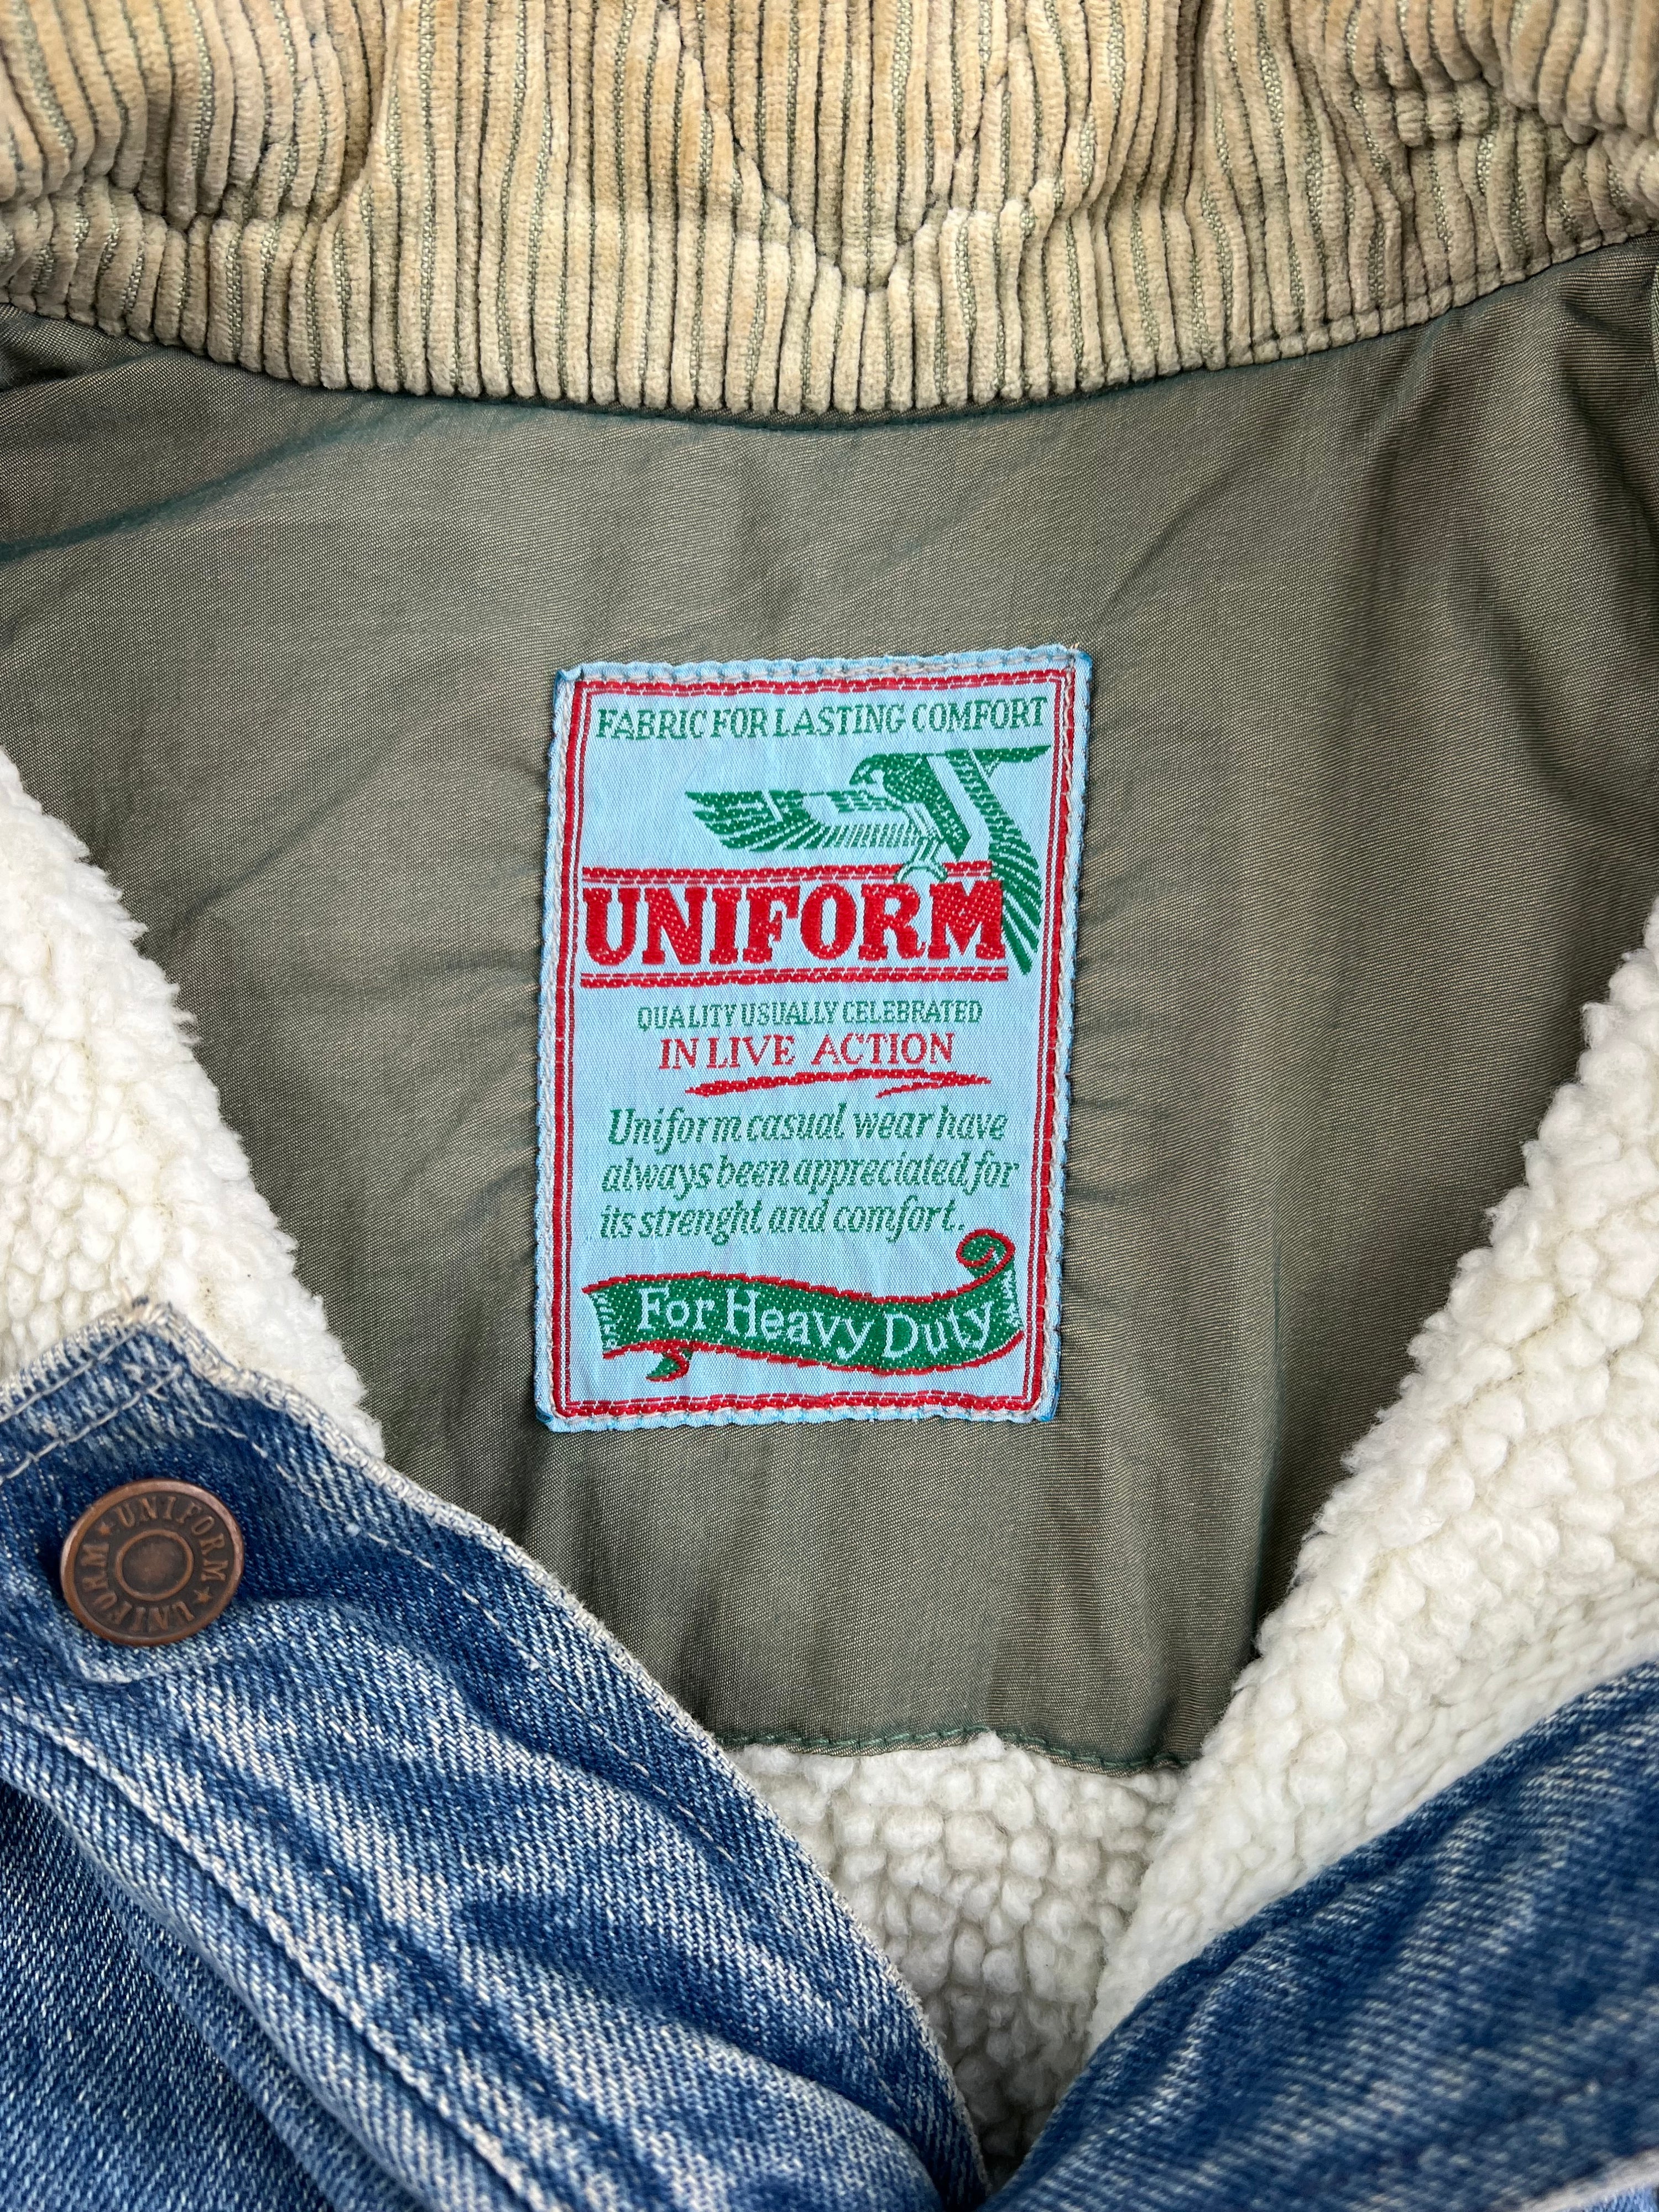 FABRIC FOR LASTING COMFORT
UNIFORM
QUALITY USUALLY CELEBRATED
IN LIVE ACTION
Uniform casual wear have
always been appreciated for
its strenght and comfort.
For Heavy Duty
UNIFORM ★ UNIFORM ★